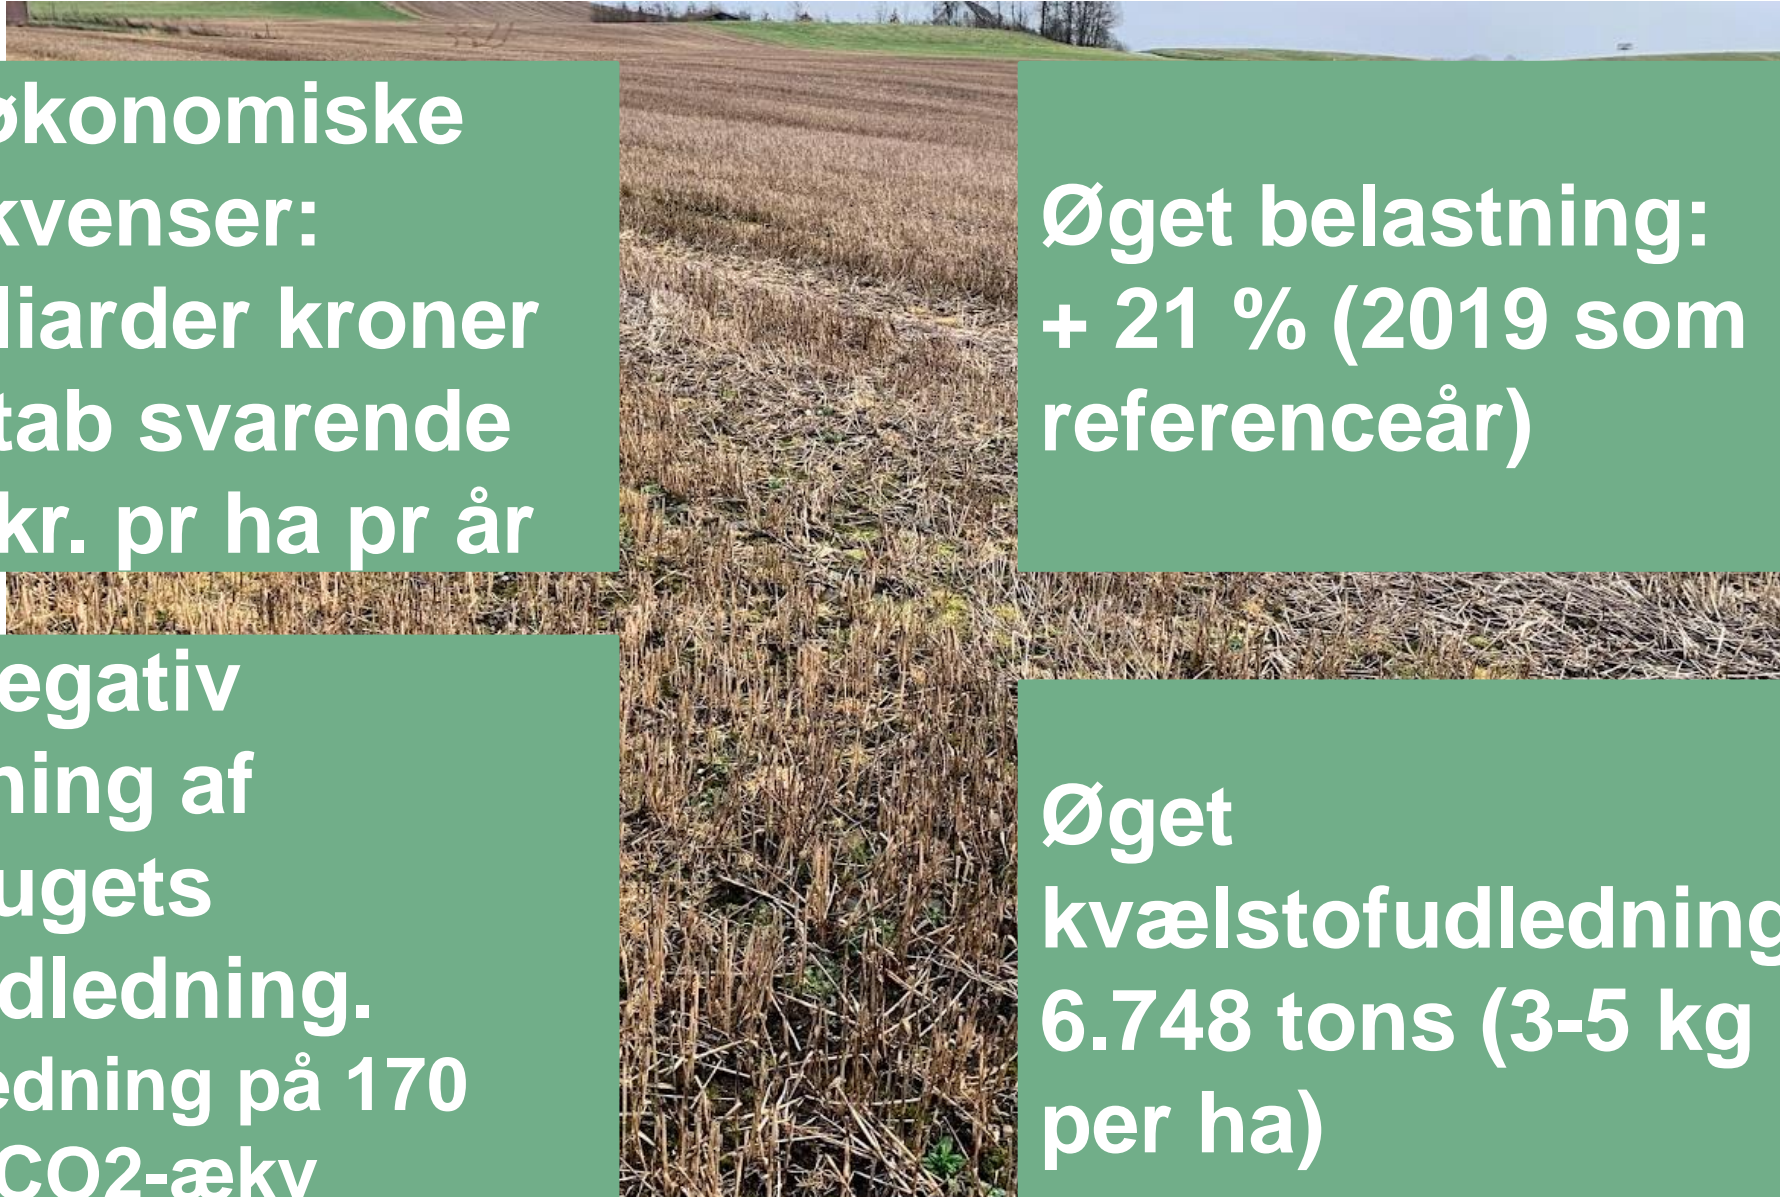 økonomiske
kvenser:
liarder kroner
tab svarende
kr. pr ha pr år
Øget belastning:
+ 21 % (2019 som
referenceår)
egativ
ning af
ugets
dledning.
edning på 170
CO2-ækv
Øget
kvælstofudledning
6.748 tons (3-5 kg
per ha)